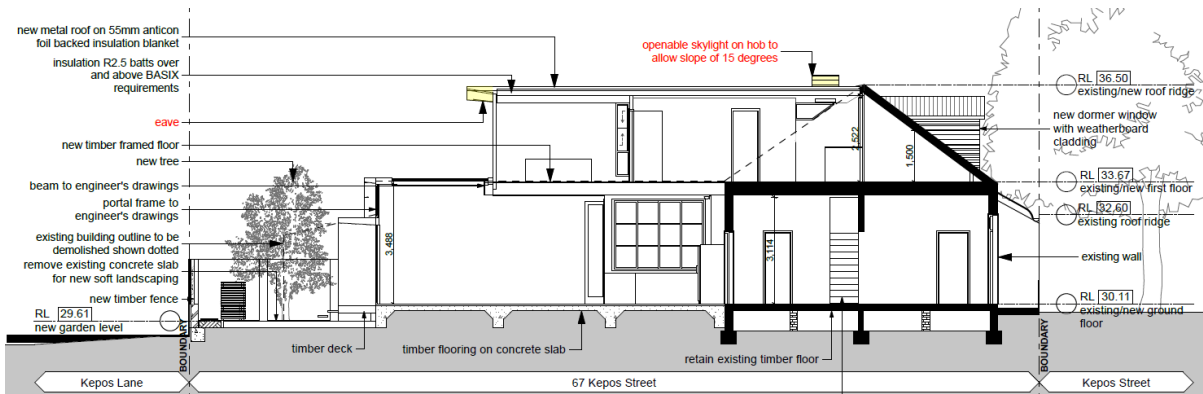 new metal roof on 55mm anticon
foil backed insulation blanket
insulation R2.5 batts over
and above BASIX
requirements
eave
new timber framed floor
new tree
beam to engineer's drawings
portal frame to
engineer's drawings
existing building outline to be
demolished shown dotted
remove existing concrete slab
for new soft landscaping
new timber fence
RL 29.61
new garden level
openable skylight on hob to
allow slope of 15 degrees
RL 36.50
existing/new roof ridge
new dormer window
with weatherboard
cladding
RL 33.67
existing/new first floor
RL 32.60
existing roof ridge
existing wall
RL 30.11
existing/new ground
floor
2,522
1,500
3,488
3,114
timber deck
timber flooring on concrete slab
retain existing timber floor
BOUNDARY
BOUNDARY
Kepos Lane
67 Kepos Street
Kepos Street